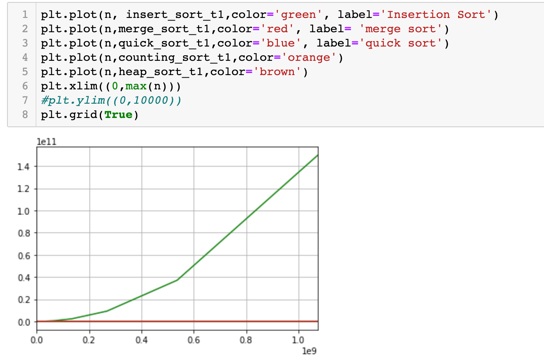 1 plt.plot(n, insert_sort_t1,color='green', label='Insertion Sort')
2 plt.plot(n,merge_sort_t1,color='red', label= 'merge sort')
3 plt.plot(n,quick_sort_t1,color='blue', label='quick sort')
4 plt.plot(n,counting_sort_t1,color='orange')
5 plt.plot(n,heap_sort_t1,color='brown')
6 plt.xlim((0,max(n)))
7 #plt.ylim((0,10000))
8 plt.grid(True)
1e11
1.4
1.2
1.0
0.8
0.6
0.4
0.2
0.0
0.0 0.2 0.4 0.6 0.8 1.0
1e9